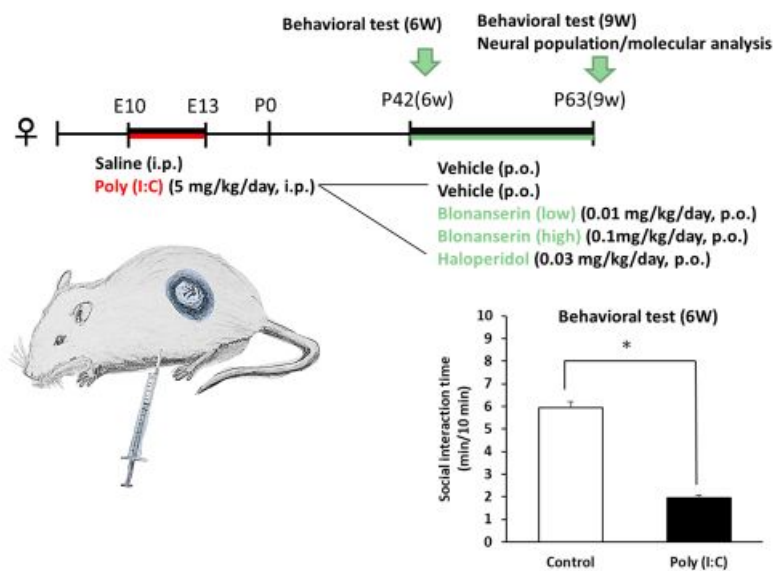 Behavioral test (6W)
Behavioral test (9W)
Neural population/molecular analysis
E10
E13
P0
P42(6w)
P63(9w)
♀
Saline (i.p.)
Poly (I:C) (5 mg/kg/day, i.p.)
Vehicle (p.o.)
Vehicle (p.o.)
Blonanserin (low) (0.01 mg/kg/day, p.o.)
Blonanserin (high) (0.1mg/kg/day, p.o.)
Haloperidol (0.03 mg/kg/day, p.o.)
Behavioral test (6W)
Social interaction time
(min/10 min)
10
9
8
7
6
5
4
3
2
1
0
*
Control
Poly (I:C)